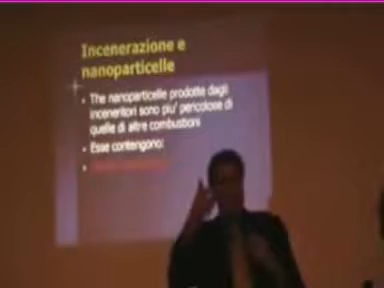 Incenerazione e
nanoparticelle
The nanoparticelle prodotte dagli
inceneritori sono piu' pericolose di
quelle di altre combustioni
Esse contengono: